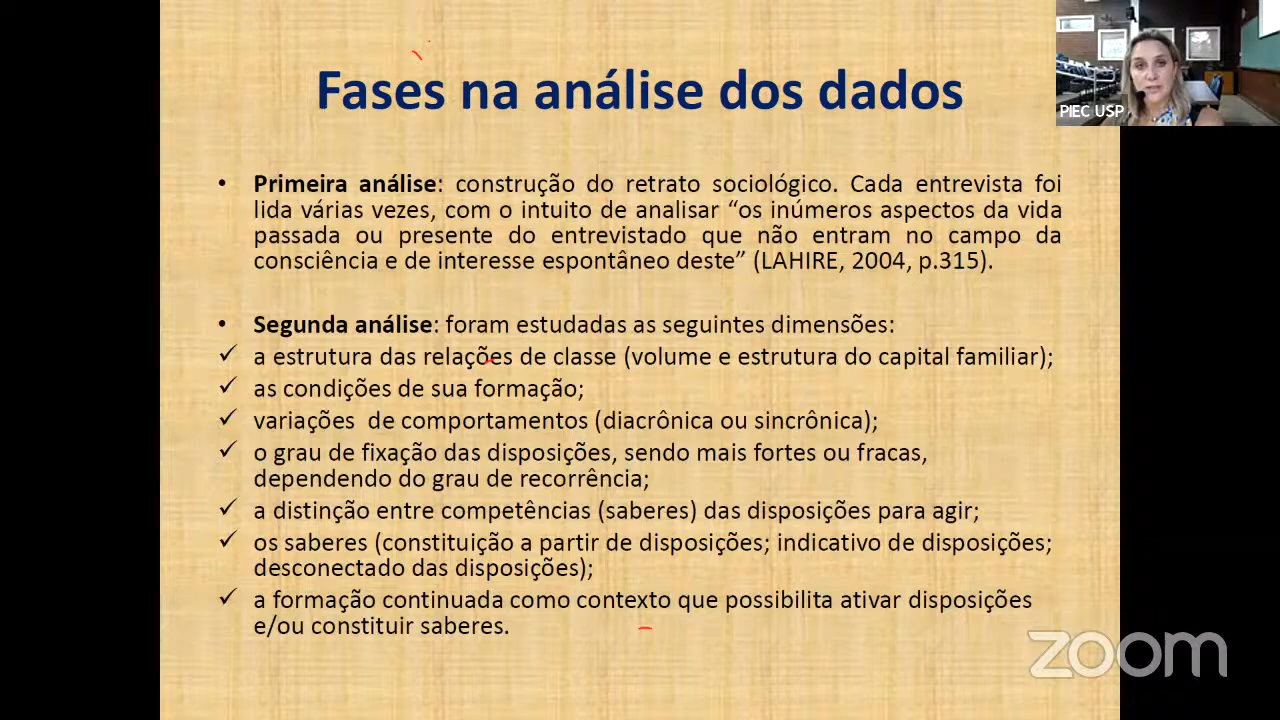 Fases na análise dos dados
PIEC USP
• Primeira análise: construção do retrato sociológico. Cada entrevista foi
lida várias vezes, com o intuito de analisar “os inúmeros aspectos da vida
passada ou presente do entrevistado que não entram no campo da
consciência e de interesse espontâneo deste” (LAHIRE, 2004, p.315).
• Segunda análise: foram estudadas as seguintes dimensões:
✓ a estrutura das relações de classe (volume e estrutura do capital familiar);
✓ as condições de sua formação;
✓ variações  de comportamentos (diacrônica ou sincrônica);
✓ o grau de fixação das disposições, sendo mais fortes ou fracas,
dependendo do grau de recorrência;
✓ a distinção entre competências (saberes) das disposições para agir;
✓ os saberes (constituição a partir de disposições; indicativo de disposições;
desconectado das disposições);
✓ a formação continuada como contexto que possibilita ativar disposições
e/ou constituir saberes.
zoom